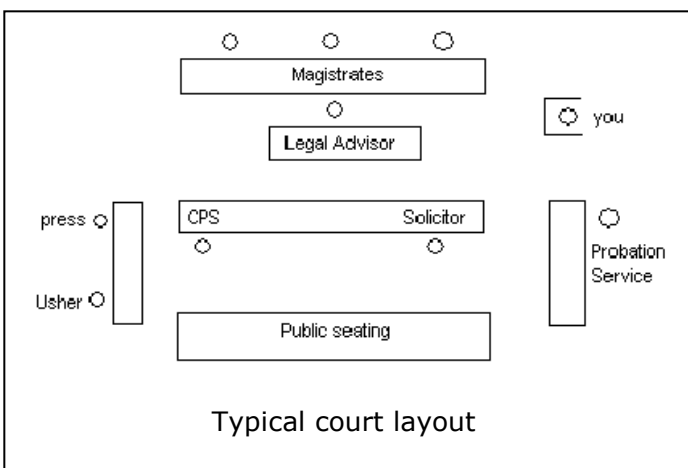 Magistrates
Legal Advisor
you
press
CPS Solicitor
Probation
Service
Usher
Public seating
Typical court layout